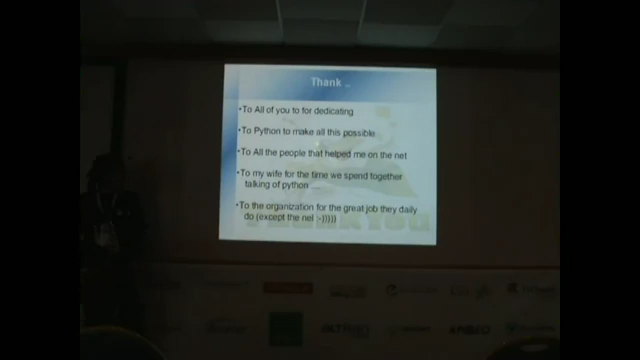 Thank ..
•To All of you to for dedicating
•To Python to make all this possible
•To All the people that helped me on the net
•To my wife for the time we spend together
talking of python ....
•To the organization for the great job they daily
do (except the net :-)))))